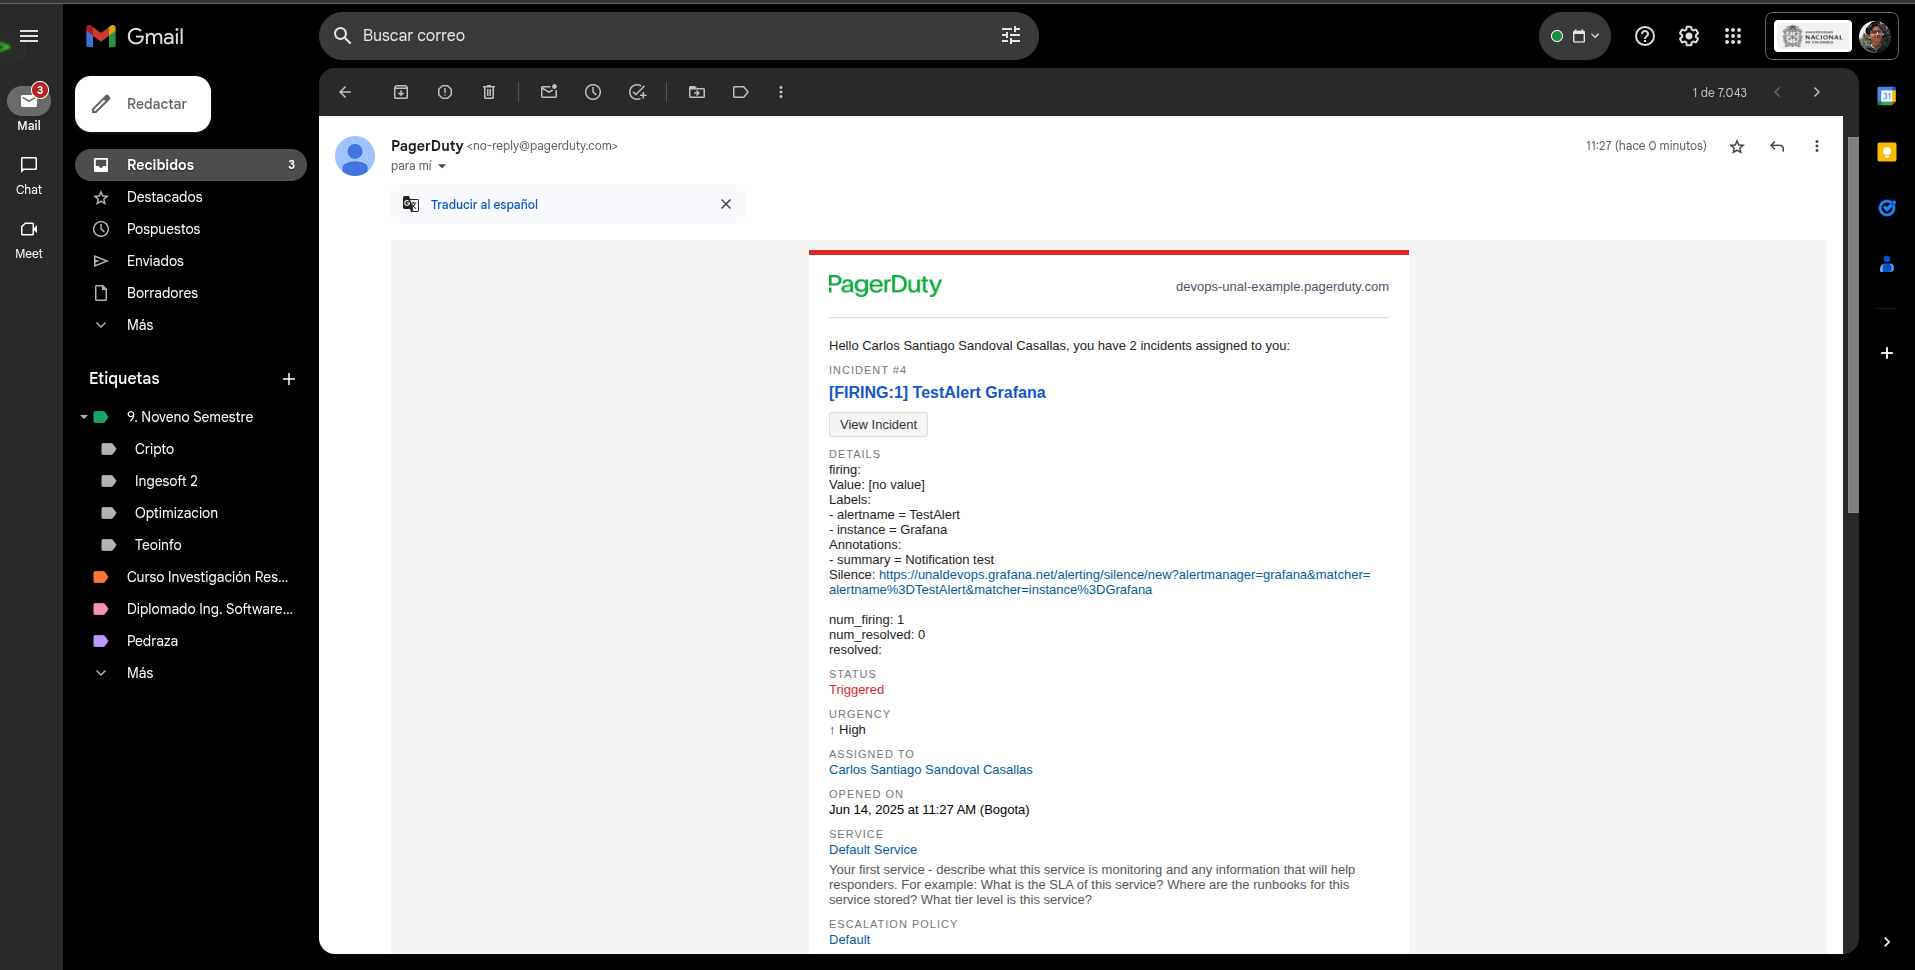 Gmail
Buscar correo
UNIVERSIDAD
NACIONAL
DE COLOMBIA
3
Mail
Chat
Meet
Redactar
Recibidos 3
Destacados
Pospuestos
Enviados
Borradores
Más
Etiquetas
9. Noveno Semestre
Cripto
Ingesoft 2
Optimizacion
Teoinfo
Curso Investigación Res...
Diplomado Ing. Software...
Pedraza
Más
1 de 7.043
31
PagerDuty <no-reply@pagerduty.com> 11:27 (hace 0 minutos)
para mí
Traducir al español
PagerDuty devops-unal-example.pagerduty.com
Hello Carlos Santiago Sandoval Casallas, you have 2 incidents assigned to you:
INCIDENT #4
[FIRING:1] TestAlert Grafana
View Incident
DETAILS
firing:
Value: [no value]
Labels:
- alertname = TestAlert
- instance = Grafana
Annotations:
- summary = Notification test
Silence: https://unaldevops.grafana.net/alerting/silence/new?alertmanager=grafana&matcher=
alertname%3DTestAlert&matcher=instance%3DGrafana
num_firing: 1
num_resolved: 0
resolved:
STATUS
Triggered
URGENCY
↑ High
ASSIGNED TO
Carlos Santiago Sandoval Casallas
OPENED ON
Jun 14, 2025 at 11:27 AM (Bogota)
SERVICE
Default Service
Your first service - describe what this service is monitoring and any information that will help
responders. For example: What is the SLA of this service? Where are the runbooks for this
service stored? What tier level is this service?
ESCALATION POLICY
Default